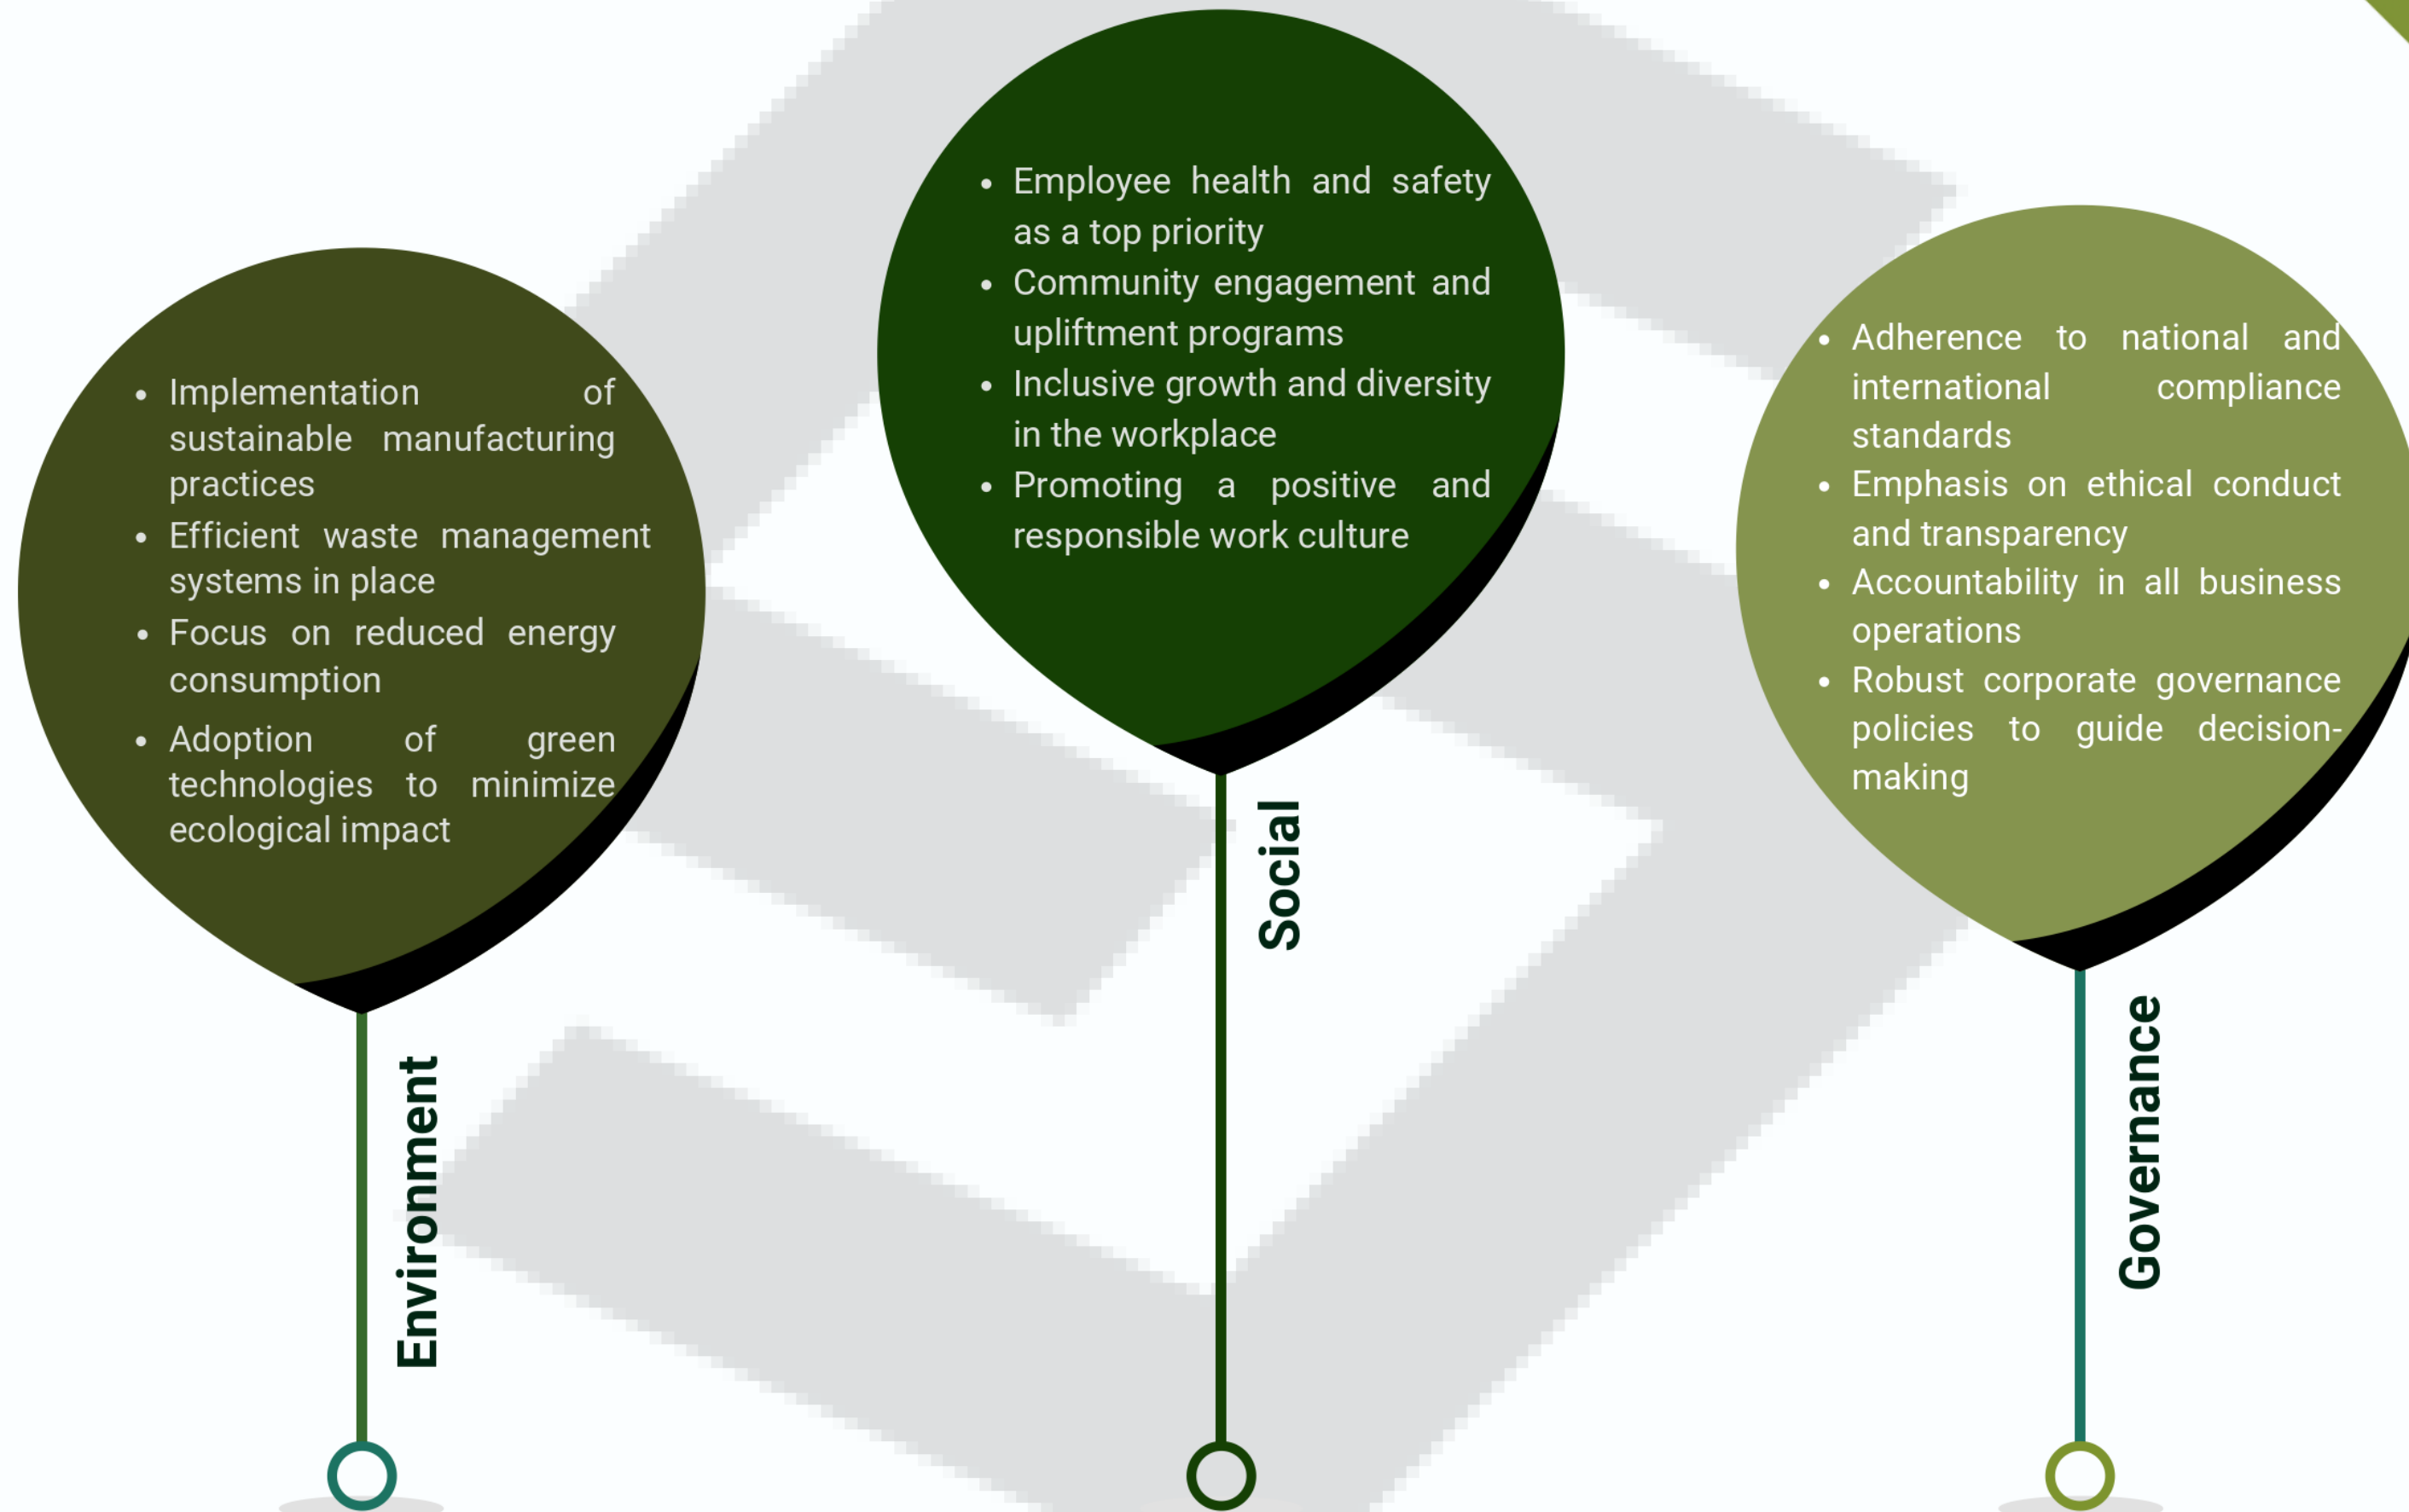 Implementation of
sustainable manufacturing
practices
Efficient waste management
systems in place
Focus on reduced energy
consumption
Adoption of green
technologies to minimize
ecological impact
Environment
Employee health and safety
as a top priority
Community engagement and
upliftment programs
Inclusive growth and diversity
in the workplace
Promoting a positive and
responsible work culture
Social
Adherence to national and
international compliance
standards
Emphasis on ethical conduct
and transparency
Accountability in all business
operations
Robust corporate governance
policies to guide decision-
making
Governance